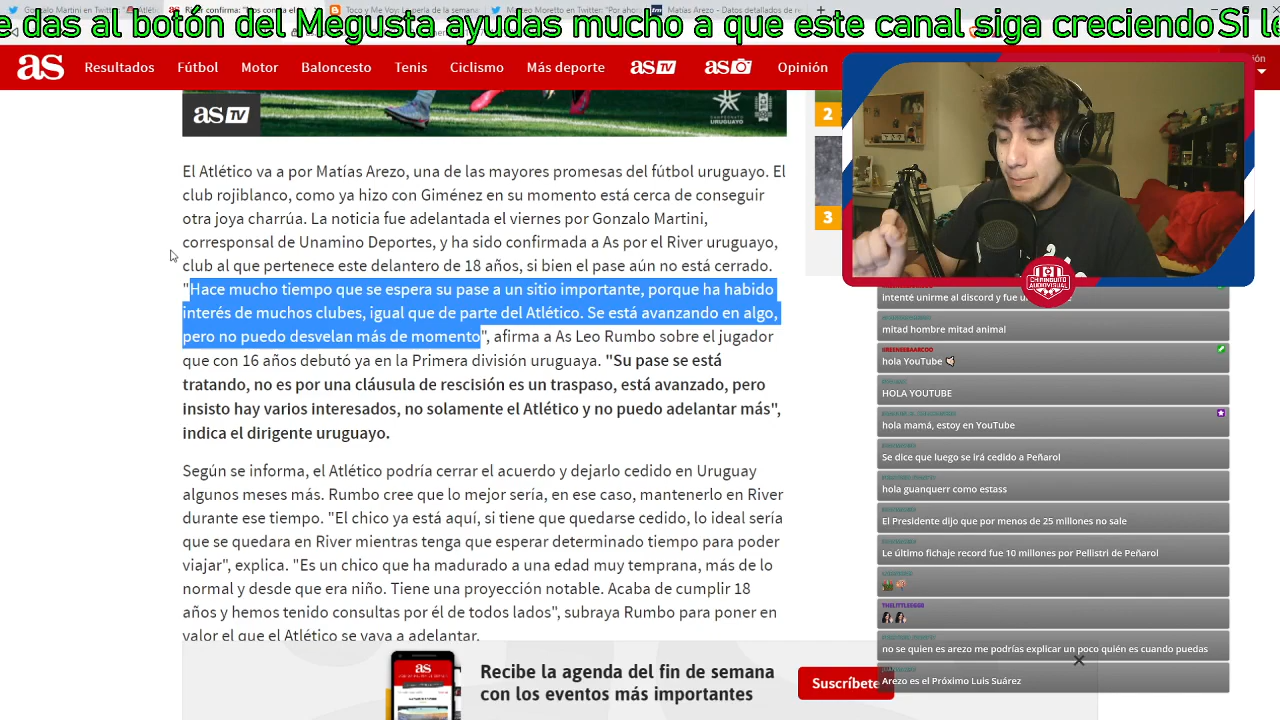 Gonzalo Martini en Twitter:
Toco y Me Voy: La perla de la semana
Mateo Moretto en Twitter: "Por ahor
Matías Arezo - Datos detallados de re
e das al botón del Megusta ayudas mucho a que este canal siga creciendo Si le
as
Resultados
Fútbol
Motor
Baloncesto
Tenis
Ciclismo
Más deporte
as TV
as
Opinión
as TV
CAMPEONATO
URUGUAYO
2
3
El Atlético va a por Matías Arezo, una de las mayores promesas del fútbol uruguayo. El
club rojiblanco, como ya hizo con Giménez en su momento está cerca de conseguir
otra joya charrúa. La noticia fue adelantada el viernes por Gonzalo Martini,
corresponsal de Unamino Deportes, y ha sido confirmada a As por el River uruguayo,
club al que pertenece este delantero de 18 años, si bien el pase aún no está cerrado.
"Hace mucho tiempo que se espera su pase a un sitio importante, porque ha habido
interés de muchos clubes, igual que de parte del Atlético. Se está avanzando en algo,
pero no puedo desvelan más de momento", afirma a As Leo Rumbo sobre el jugador
que con 16 años debutó ya en la Primera división uruguaya. "Su pase se está
tratando, no es por una cláusula de rescisión es un traspaso, está avanzado, pero
insisto hay varios interesados, no solamente el Atlético y no puedo adelantar más",
indica el dirigente uruguayo.
Según se informa, el Atlético podría cerrar el acuerdo y dejarlo cedido en Uruguay
algunos meses más. Rumbo cree que lo mejor sería, en ese caso, mantenerlo en River
durante ese tiempo. "El chico ya está aquí, si tiene que quedarse cedido, lo ideal sería
que se quedara en River mientras tenga que esperar determinado tiempo para poder
viajar", explica. "Es un chico que ha madurado a una edad muy temprana, más de lo
normal y desde que era niño. Tiene una proyección notable. Acaba de cumplir 18
años y hemos tenido consultas por él de todos lados", subraya Rumbo para poner en
valor el que el Atlético se vaya a adelantar.
CHIRINGUITO
AUDIOVISUAL
intenté unirme al discord y fue un
mitad hombre mitad animal
hola YouTube
HOLA YOUTUBE
hola mamá, estoy en YouTube
Se dice que luego se irá cedido a Peñarol
hola guanquerr como estass
El Presidente dijo que por menos de 25 millones no sale
Le último fichaje record fue 10 millones por Pellistri de Peñarol
no se quien es arezo me podrías explicar un poco quién es cuando puedas
Arezo es el Próximo Luis Suárez
as
Recibe la agenda del fin de semana
con los eventos más importantes
Suscríbete